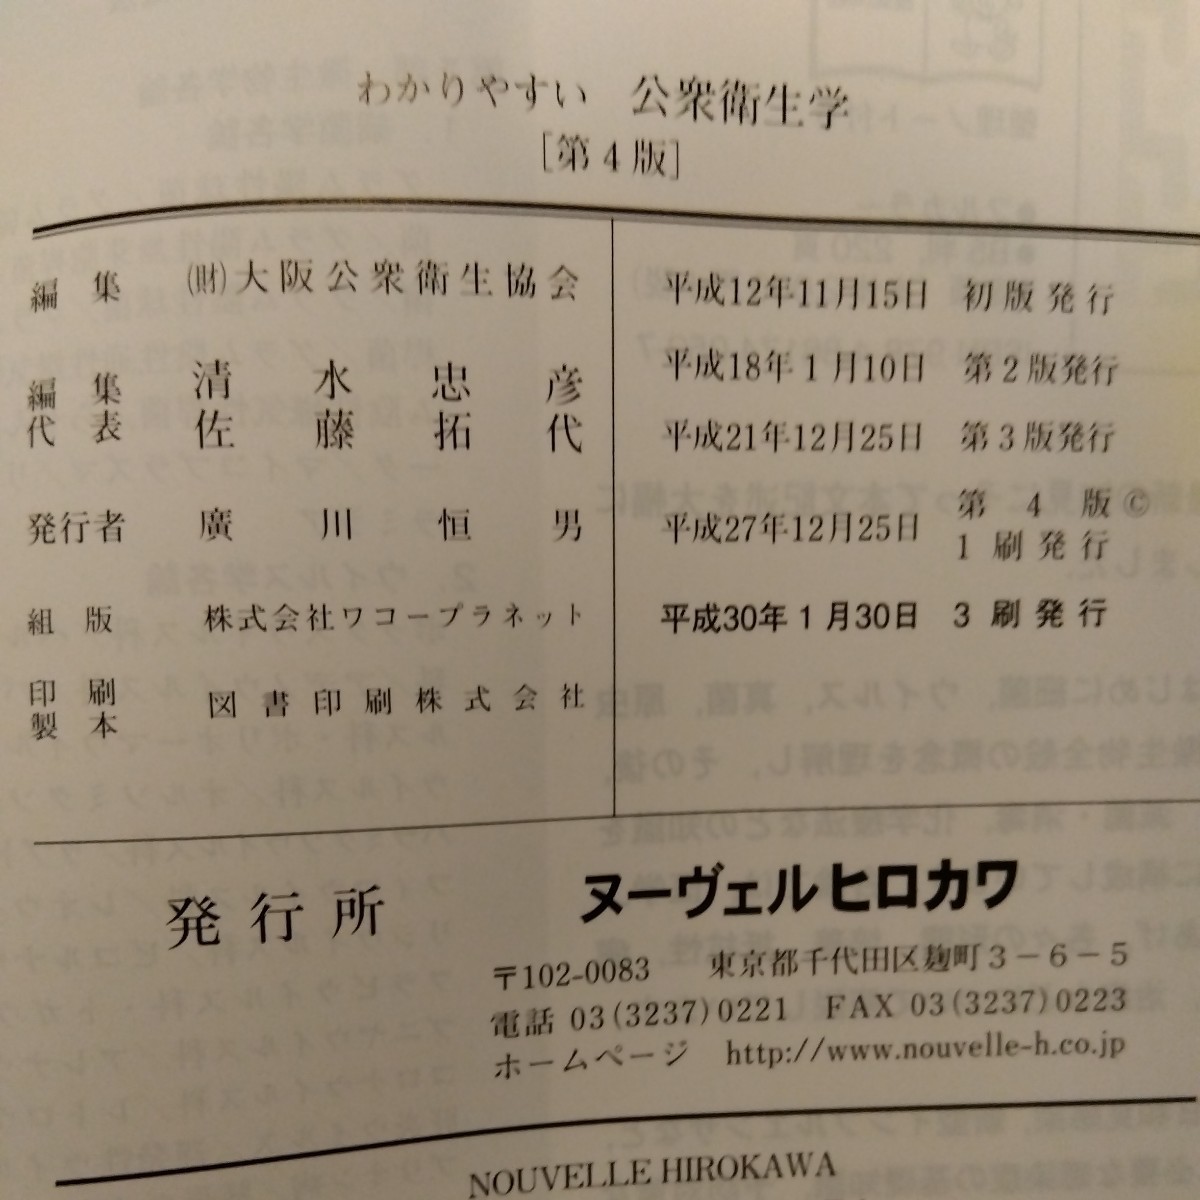 わかりやすい 公衆衛生学
[第4版]
編集 (財)大阪公衆衛生協会
編集代表 清水忠彦
佐藤拓代
発行者 廣川恒男
組版 株式会社ワコープラネット
印刷
製本 図書印刷株式会社
平成12年11月15日 初版発行
平成18年1月10日 第2版発行
平成21年12月25日 第3版発行
平成27年12月25日 第4版©
1刷発行
平成30年1月30日 3刷発行
発行所 ヌーヴェルヒロカワ
〒102-0083 東京都千代田区麹町3-6-5
電話 03(3237)0221 FAX 03(3237)0223
ホームページ http://www.nouvelle-h.co.jp
NOUVELLE HIROKAWA